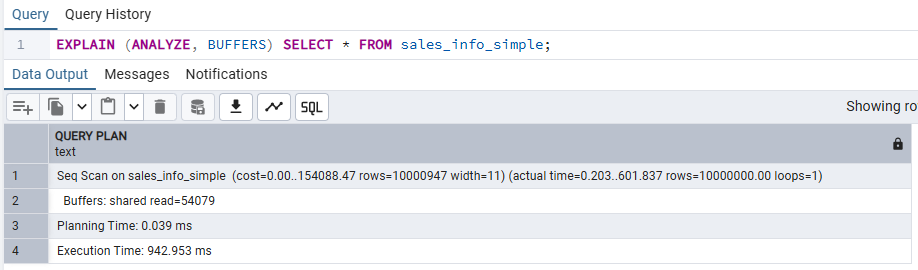 Query Query History
1 EXPLAIN (ANALYZE, BUFFERS) SELECT * FROM sales_info_simple;
Data Output Messages Notifications
SQL Showing ro
QUERY PLAN
text
1 Seq Scan on sales_info_simple (cost=0.00..154088.47 rows=10000947 width=11) (actual time=0.203..601.837 rows=10000000.00 loops=1)
2 Buffers: shared read=54079
3 Planning Time: 0.039 ms
4 Execution Time: 942.953 ms